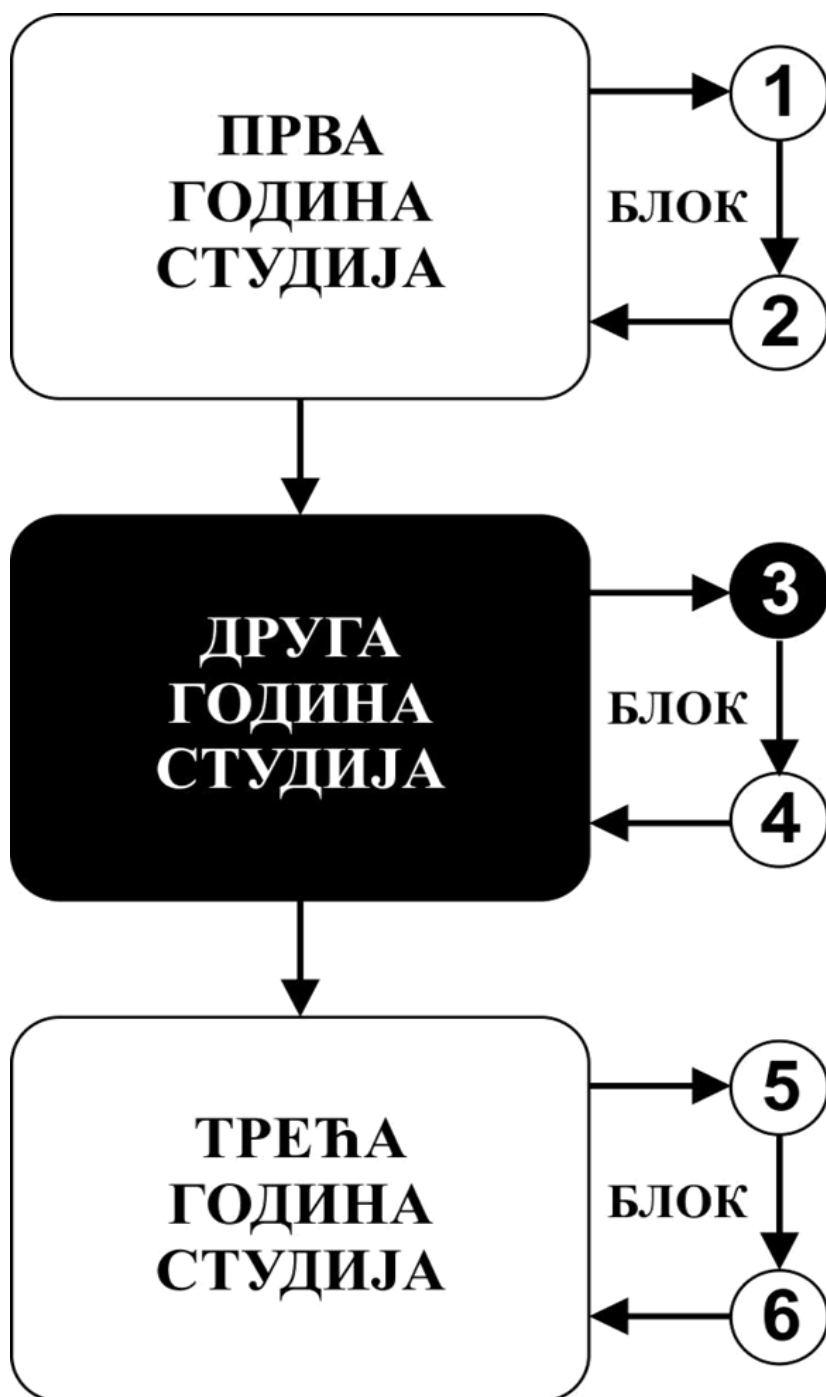 ПРВА
ГОДИНА
СТУДИЈА
1
БЛОК
2
ДРУГА
ГОДИНА
СТУДИЈА
3
БЛОК
4
ТРЕЋА
ГОДИНА
СТУДИЈА
5
БЛОК
6